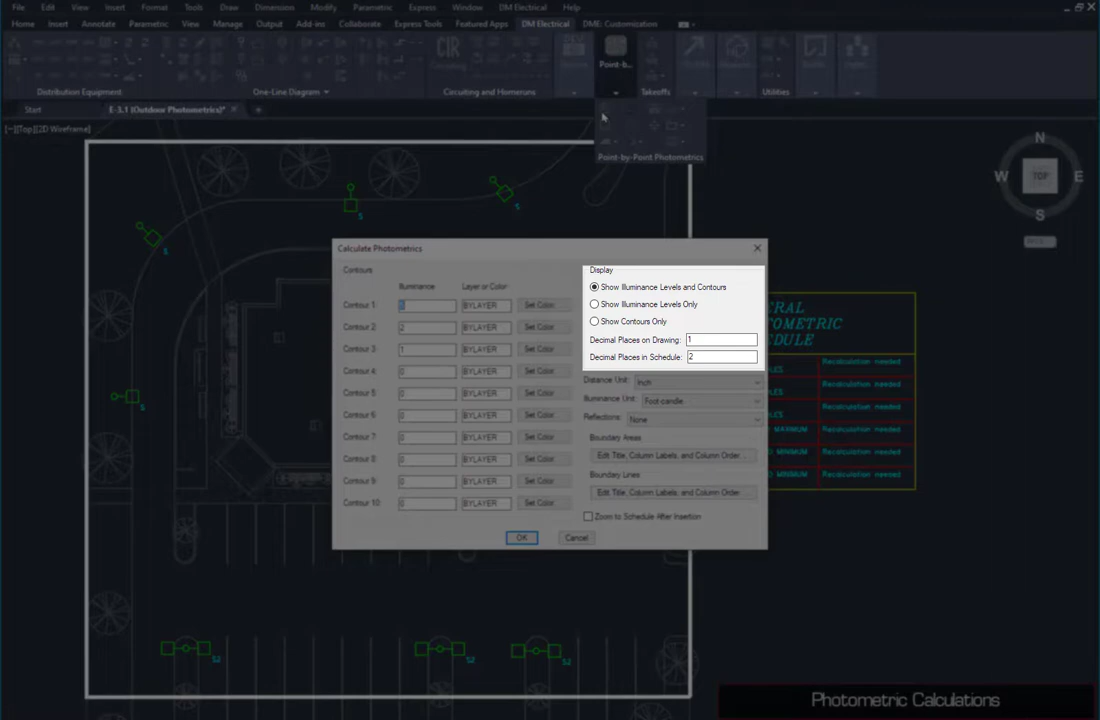 File Edit View Insert Format Tools Draw Dimension Modify Parametric Express Window DM Electrical Help
Home Insert Annotate Parametric View Manage Output Add-ins Collaborate Express Tools Featured Apps DM Electrical DME: Customization
CIR
Point-b...
Distribution Equipment One-Line Diagram Circuiting and Homeruns Takeoffs Utilities
Start E-3.1 (Outdoor Photometrics)*
[−][Top][2D Wireframe]
Point-by-Point Photometrics
N
W TOP E
S
S
S
S
S
Calculate Photometrics
Contours
Illuminance Layer or Color
Contour 1: BYLAYER Set Color
Contour 2: 2 BYLAYER Set Color
Contour 3: 1 BYLAYER Set Color
Contour 4: 0 BYLAYER Set Color
Contour 5: 0 BYLAYER Set Color
Contour 6: 0 BYLAYER Set Color
Contour 7: 0 BYLAYER Set Color
Contour 8: 0 BYLAYER Set Color
Contour 9: 0 BYLAYER Set Color
Contour 10: 0 BYLAYER Set Color
Display
Show Illuminance Levels and Contours
Show Illuminance Levels Only
Show Contours Only
Decimal Places on Drawing: 1
Decimal Places in Schedule: 2
Distance Unit: Inch
Illuminance Unit: Foot candle
Reflections: None
Boundary Areas
Edit Title, Column Labels, and Column Order...
Boundary Lines
Edit Title, Column Labels, and Column Order...
Zoom to Schedule After Insertion
OK Cancel
Recalculation needed
Recalculation needed
Recalculation needed
MAXIMUM Recalculation needed
MINIMUM Recalculation needed
MINIMUM Recalculation needed
S2 S2 S2
Photometric Calculations